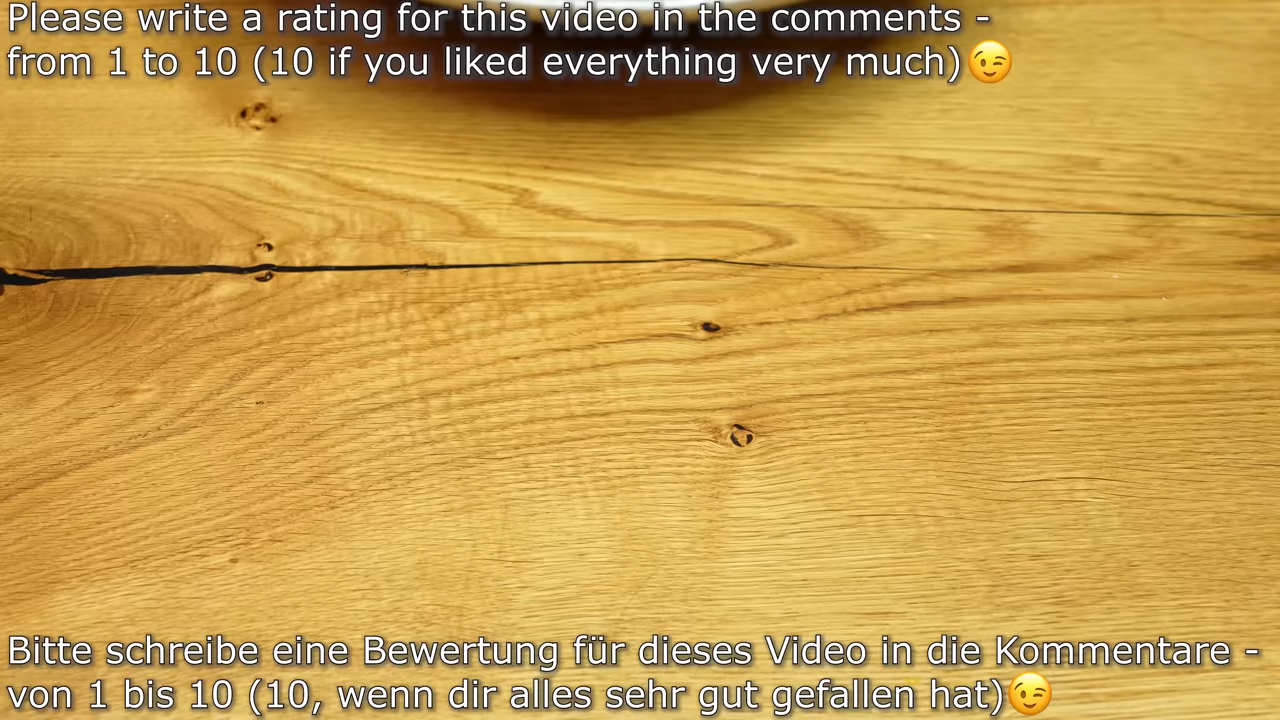 Please write a rating for this video in the comments -
from 1 to 10 (10 if you liked everything very much)😉
Bitte schreibe eine Bewertung für dieses Video in die Kommentare -
von 1 bis 10 (10, wenn dir alles sehr gut gefallen hat)😉